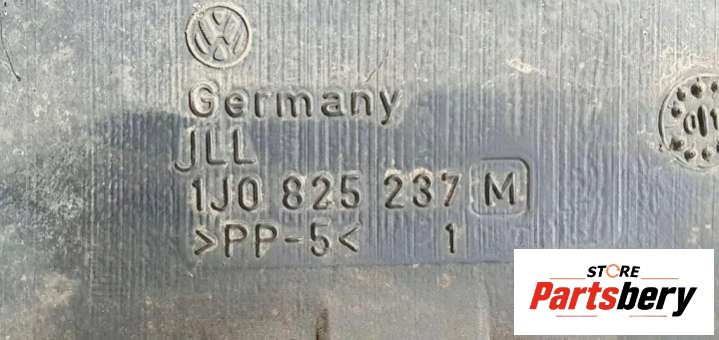 Germany
JLL
1J0 825 237 M
>PP-5< 1
STORE
Partsbery